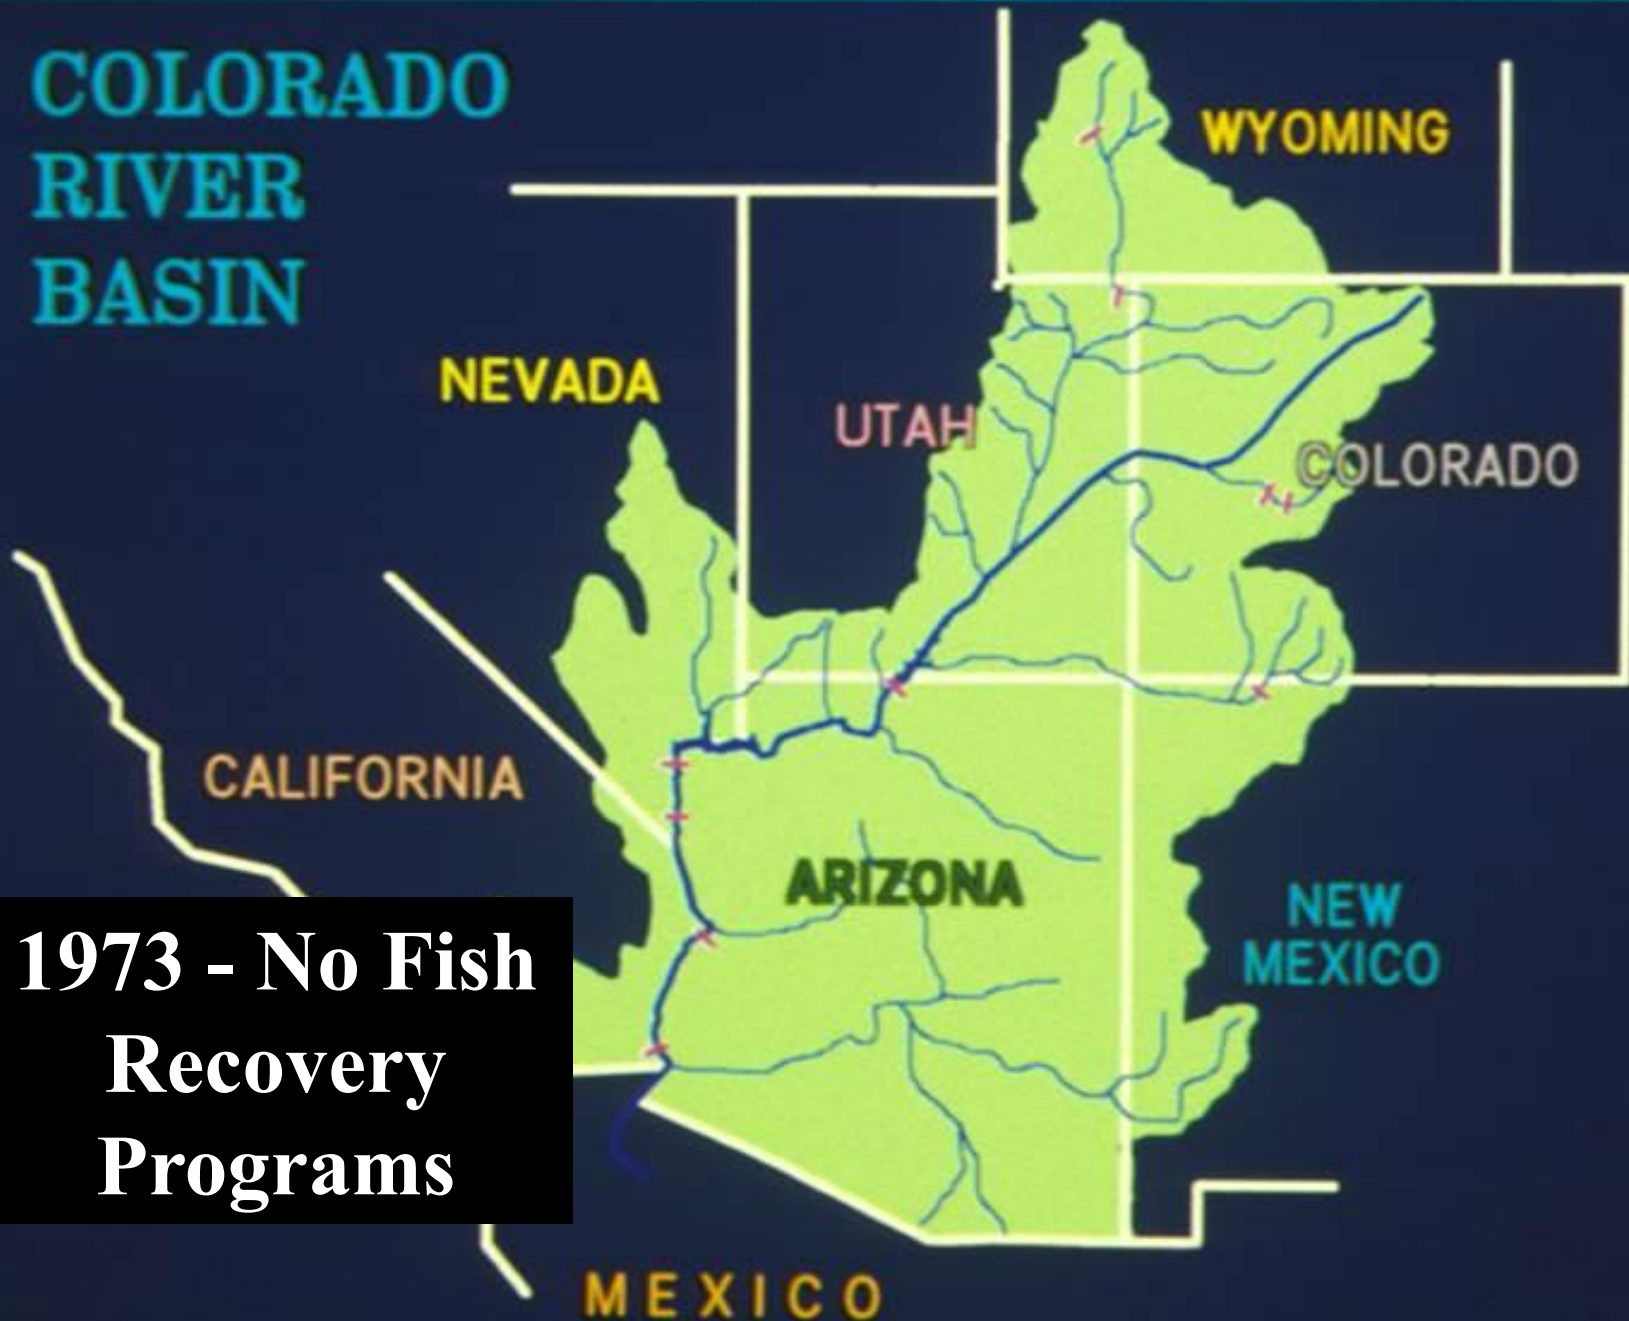 COLORADO
RIVER
BASIN
WYOMING
NEVADA
UTAH
COLORADO
CALIFORNIA
ARIZONA
NEW
MEXICO
1973 - No Fish
Recovery
Programs
MEXICO